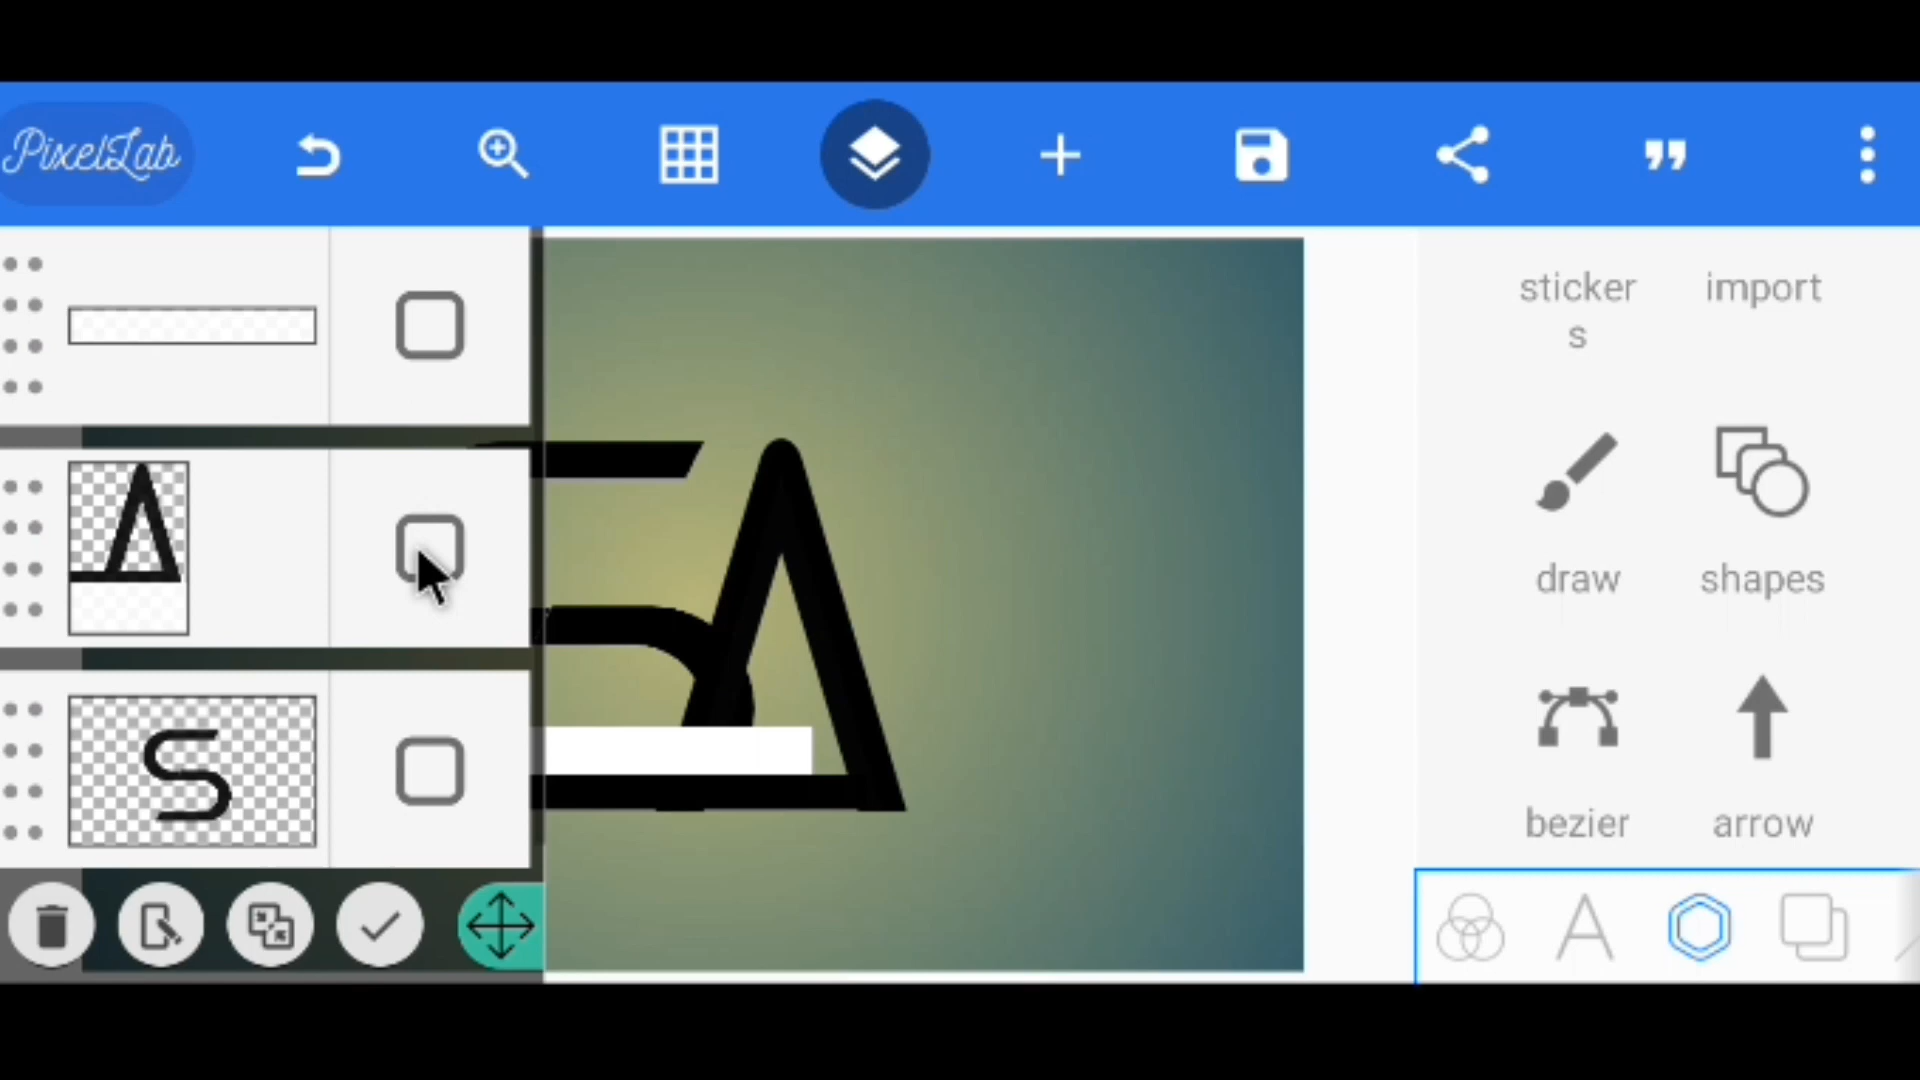 PixelLab
sticker
s
import
draw
shapes
bezier
arrow
A
S
A